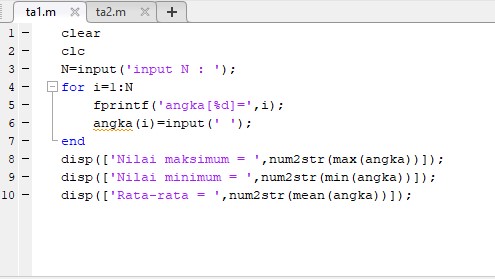 ta1.m ta2.m
1 clear
2 clc
3 N=input('input N : ');
4 for i=1:N
5 fprintf('angka[%d]=',i);
6 angka(i)=input(' ');
7 end
8 disp(['Nilai maksimum = ',num2str(max(angka))]);
9 disp(['Nilai minimum = ',num2str(min(angka))]);
10 disp(['Rata-rata = ',num2str(mean(angka))]);